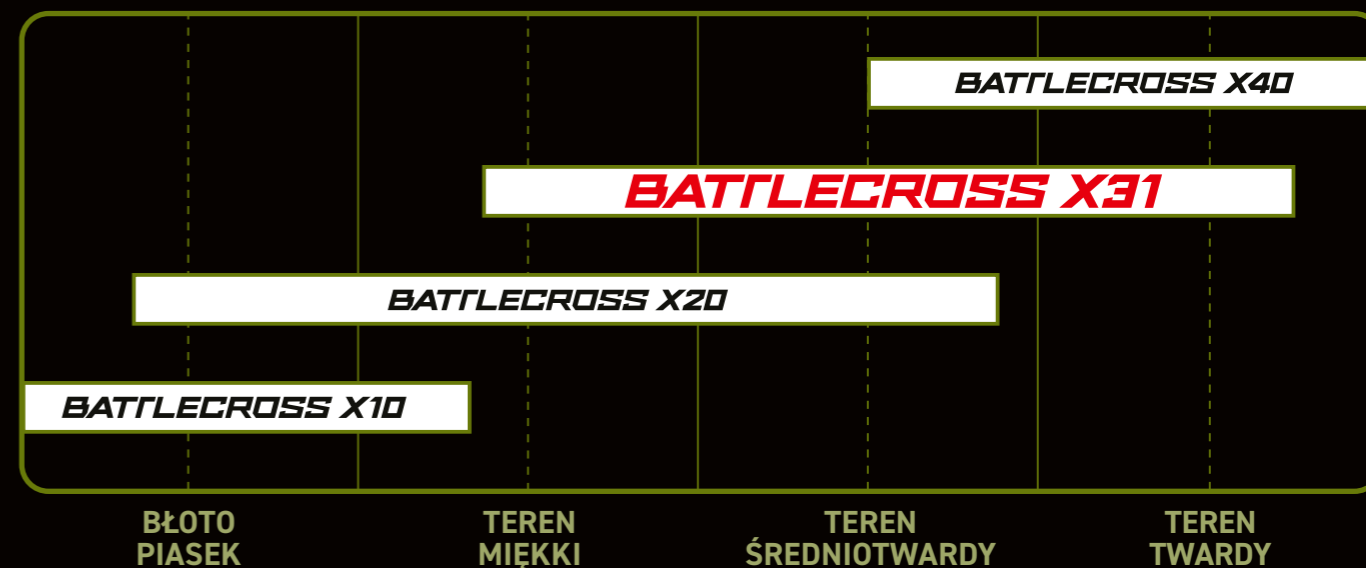 BATTLECROSS X40
BATTLECROSS X31
BATTLECROSS X20
BATTLECROSS X10
BŁOTO
PIASEK
TEREN
MIĘKKI
TEREN
ŚREDNIOTWARDY
TEREN
TWARDY